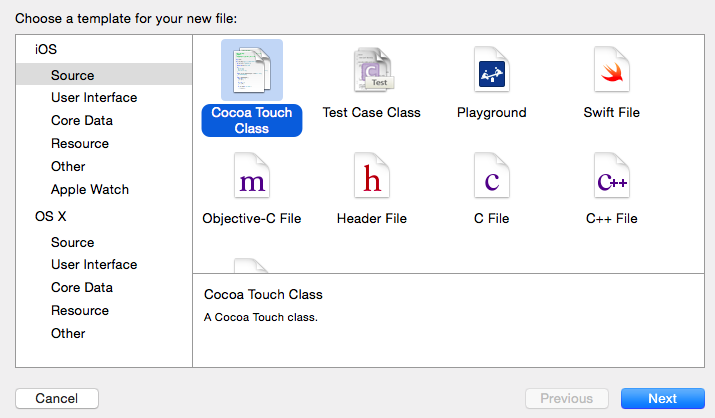 Choose a template for your new file:
iOS
Source
User Interface
Core Data
Resource
Other
Apple Watch
OS X
Source
User Interface
Core Data
Resource
Other
C
Test
Cocoa Touch
Class
Test Case Class
Playground
Swift File
m
h
c
C++
Objective-C File
Header File
C File
C++ File
Cocoa Touch Class
A Cocoa Touch class.
Cancel
Previous
Next